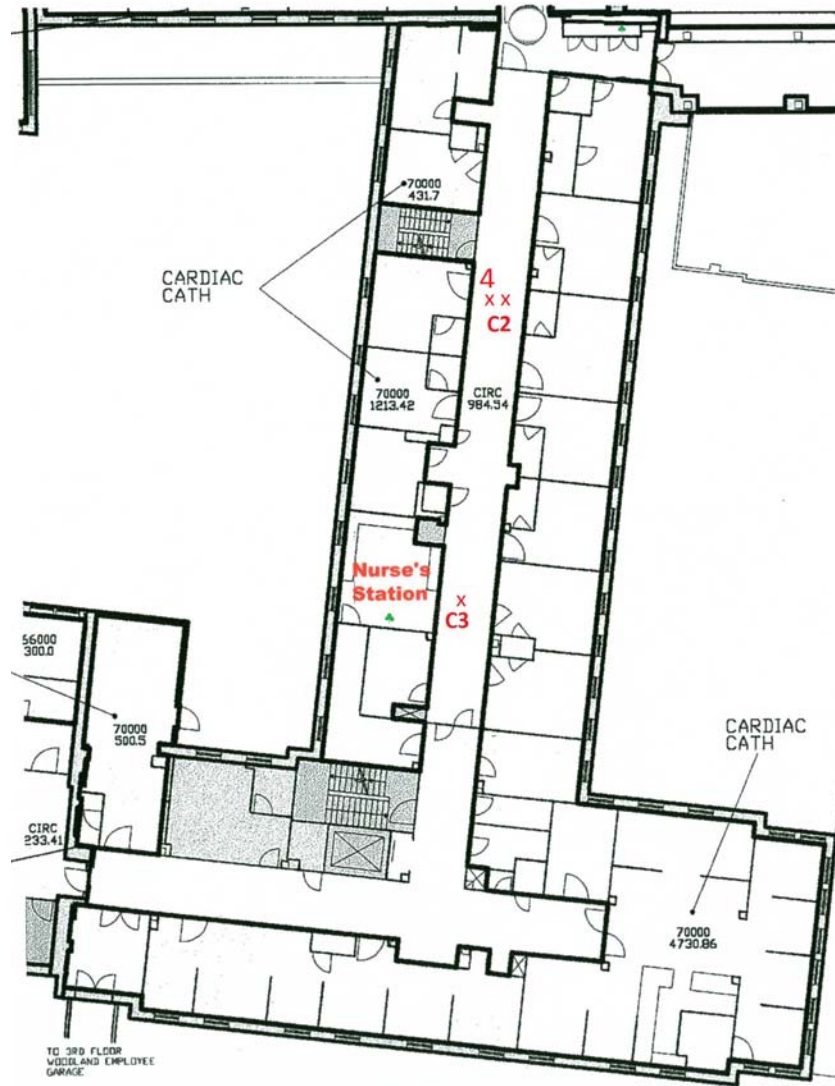 70000
431.7
CARDIAC
CATH
4
x x
C2
70000
1213.42
CIRC
984.54
Nurse's
Station
x
C3
56000
300.0
70000
500.5
CARDIAC
CATH
CIRC
233.41
70000
4730.86
TO 3RD FLOOR
WOODLAND EMPLOYEE
GARAGE